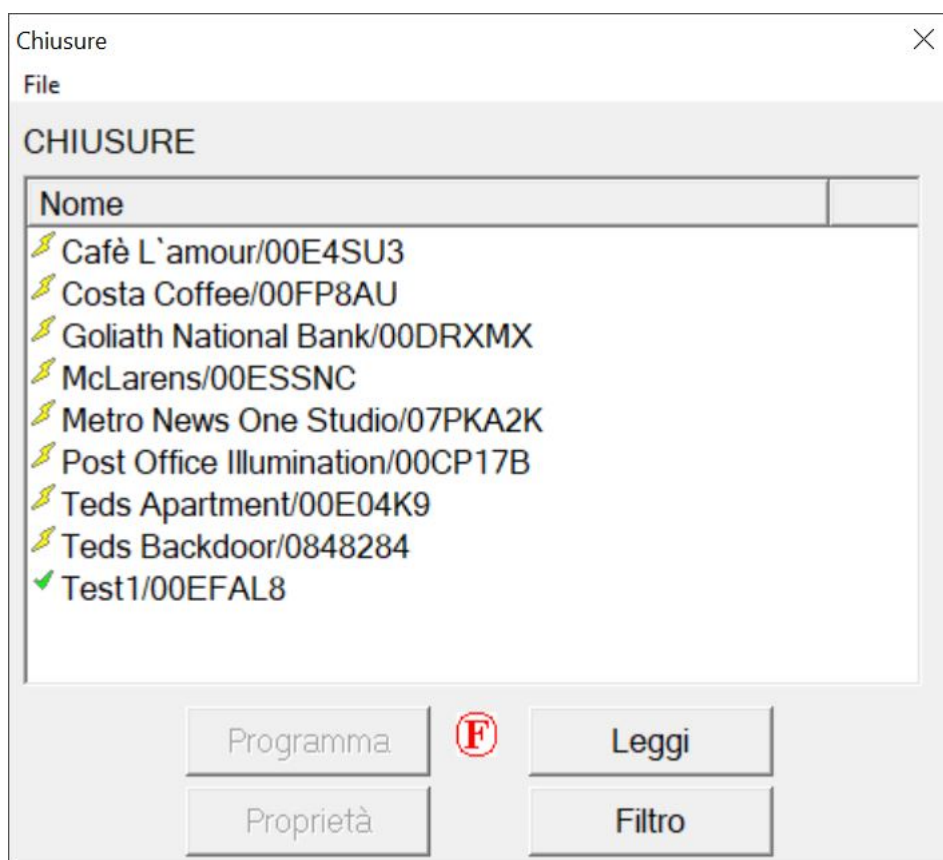 Chiusure
File
CHIUSURE
Nome
Cafè L`amour/00E4SU3
Costa Coffee/00FP8AU
Goliath National Bank/00DRXMX
McLarens/00ESSNC
Metro News One Studio/07PKA2K
Post Office Illumination/00CP17B
Teds Apartment/00E04K9
Teds Backdoor/0848284
Test1/00EFAL8
Programma
F
Leggi
Proprietà
Filtro